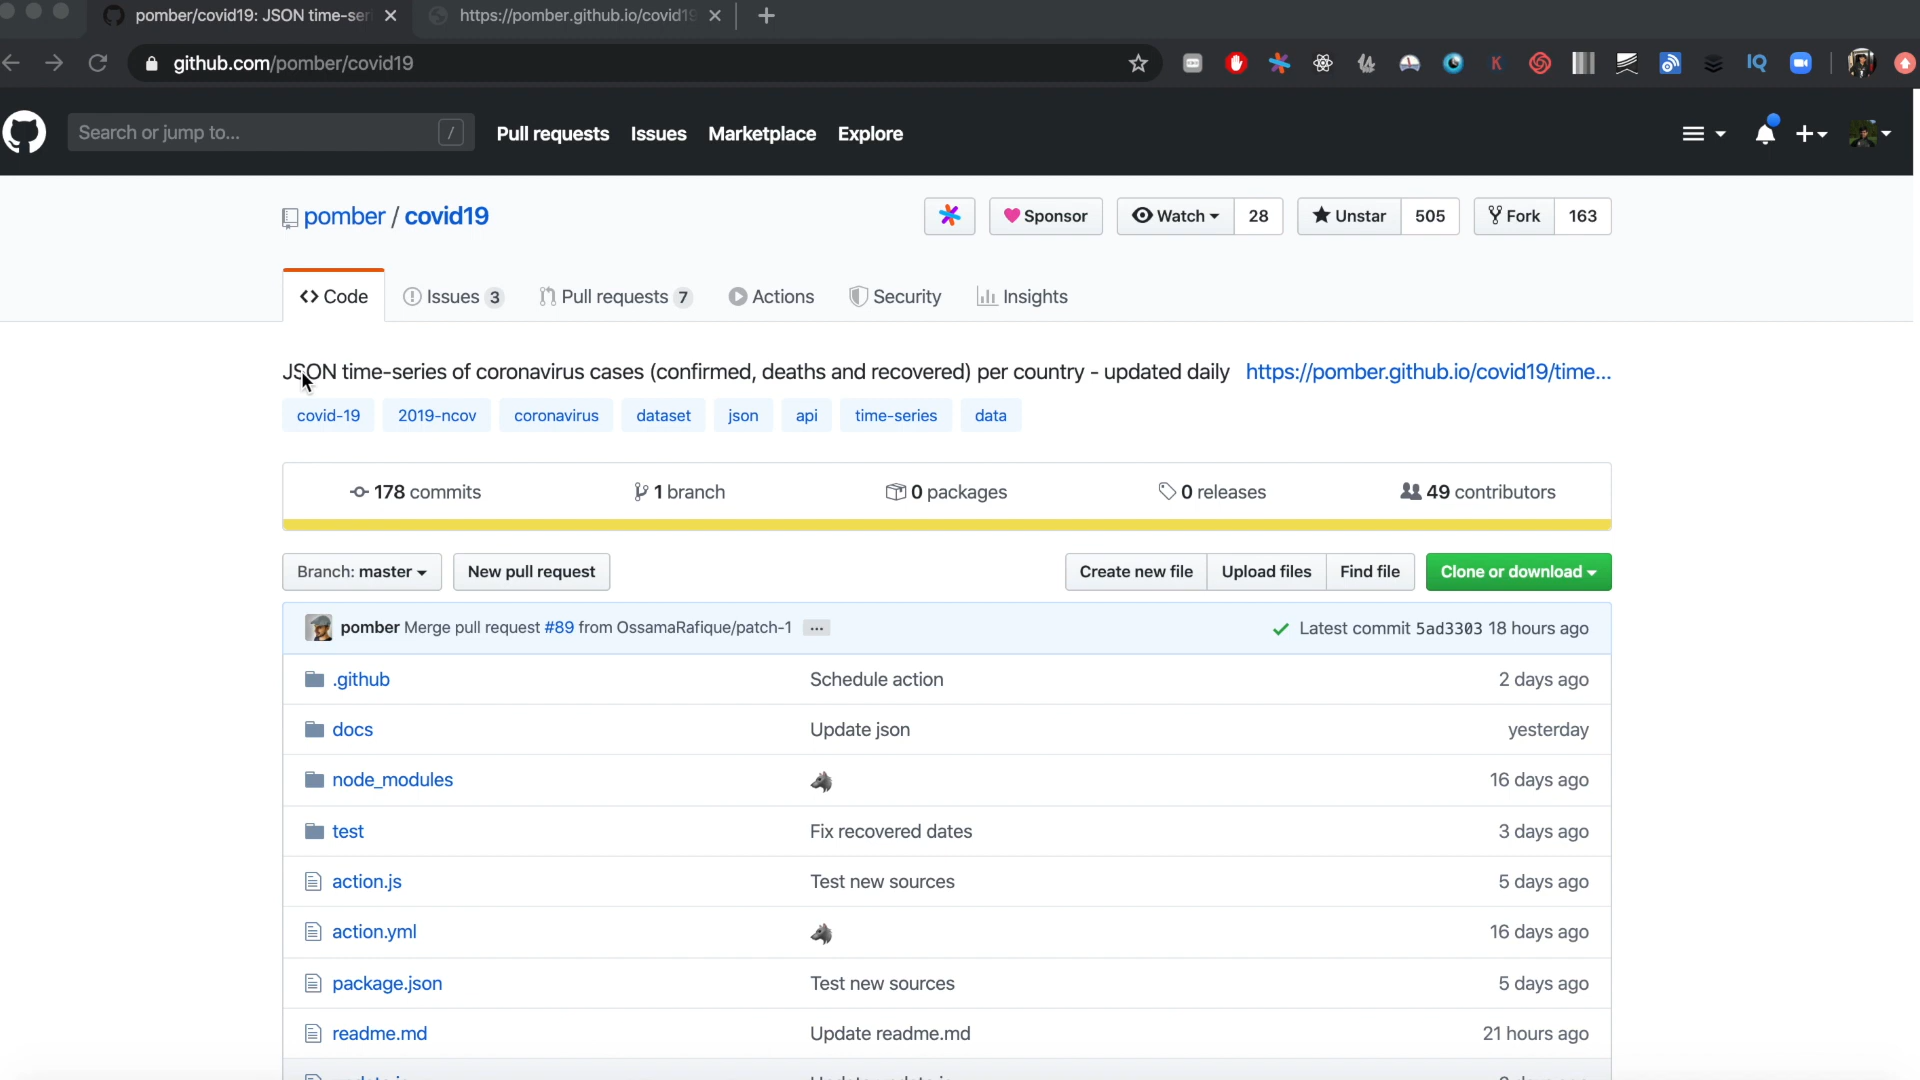 pomber/covid19: JSON time-seri
https://pomber.github.io/covid19
github.com/pomber/covid19
K
IQ
Search or jump to...
/
Pull requests
Issues
Marketplace
Explore
pomber / covid19
Sponsor
Watch
28
Unstar
505
Fork
163
Code
Issues 3
Pull requests 7
Actions
Security
Insights
JSON time-series of coronavirus cases (confirmed, deaths and recovered) per country - updated daily https://pomber.github.io/covid19/time...
covid-19
2019-ncov
coronavirus
dataset
json
api
time-series
data
178 commits
1 branch
0 packages
0 releases
49 contributors
Branch: master
New pull request
Create new file
Upload files
Find file
Clone or download
pomber Merge pull request #89 from OssamaRafique/patch-1 ...
Latest commit 5ad3303 18 hours ago
.github
Schedule action
2 days ago
docs
Update json
yesterday
node_modules
16 days ago
test
Fix recovered dates
3 days ago
action.js
Test new sources
5 days ago
action.yml
16 days ago
package.json
Test new sources
5 days ago
readme.md
Update readme.md
21 hours ago